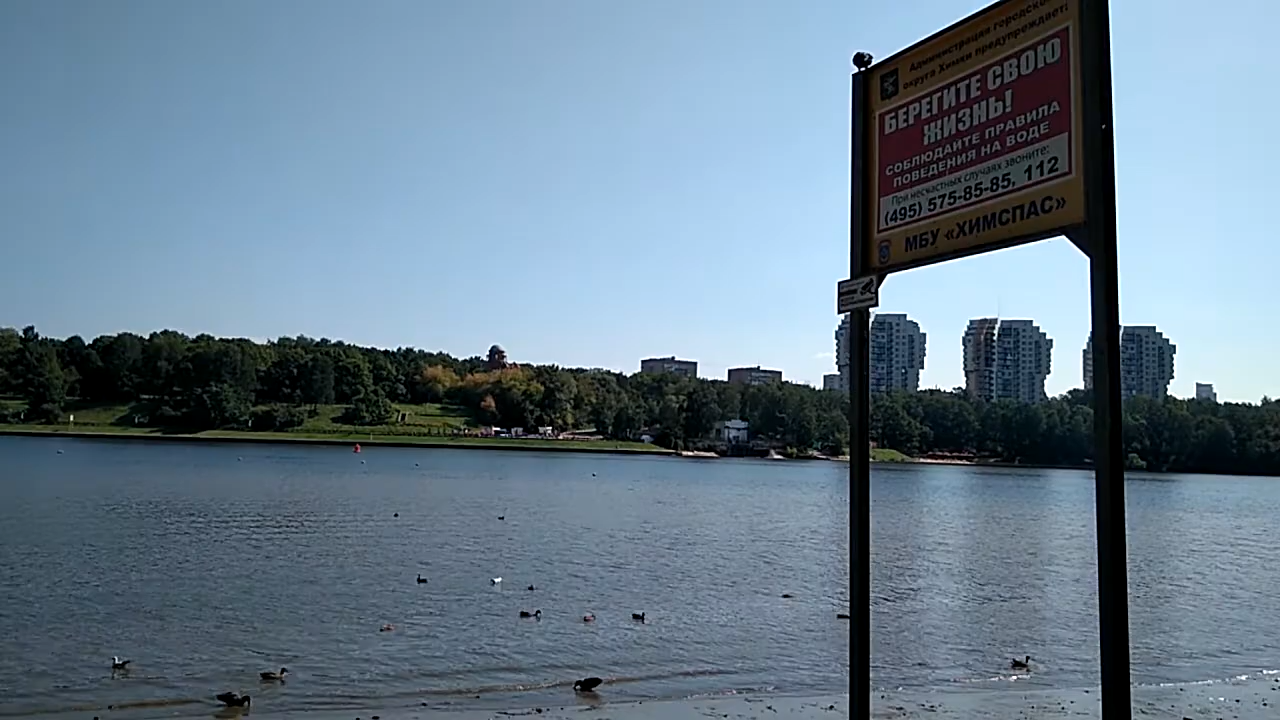 Администрация городского
округа Химки предупреждает:
БЕРЕГИТЕ СВОЮ
ЖИЗНЬ!
СОБЛЮДАЙТЕ ПРАВИЛА
ПОВЕДЕНИЯ НА ВОДЕ
При несчастных случаях звоните:
(495) 575-85-85, 112
МБУ «ХИМСПАС»